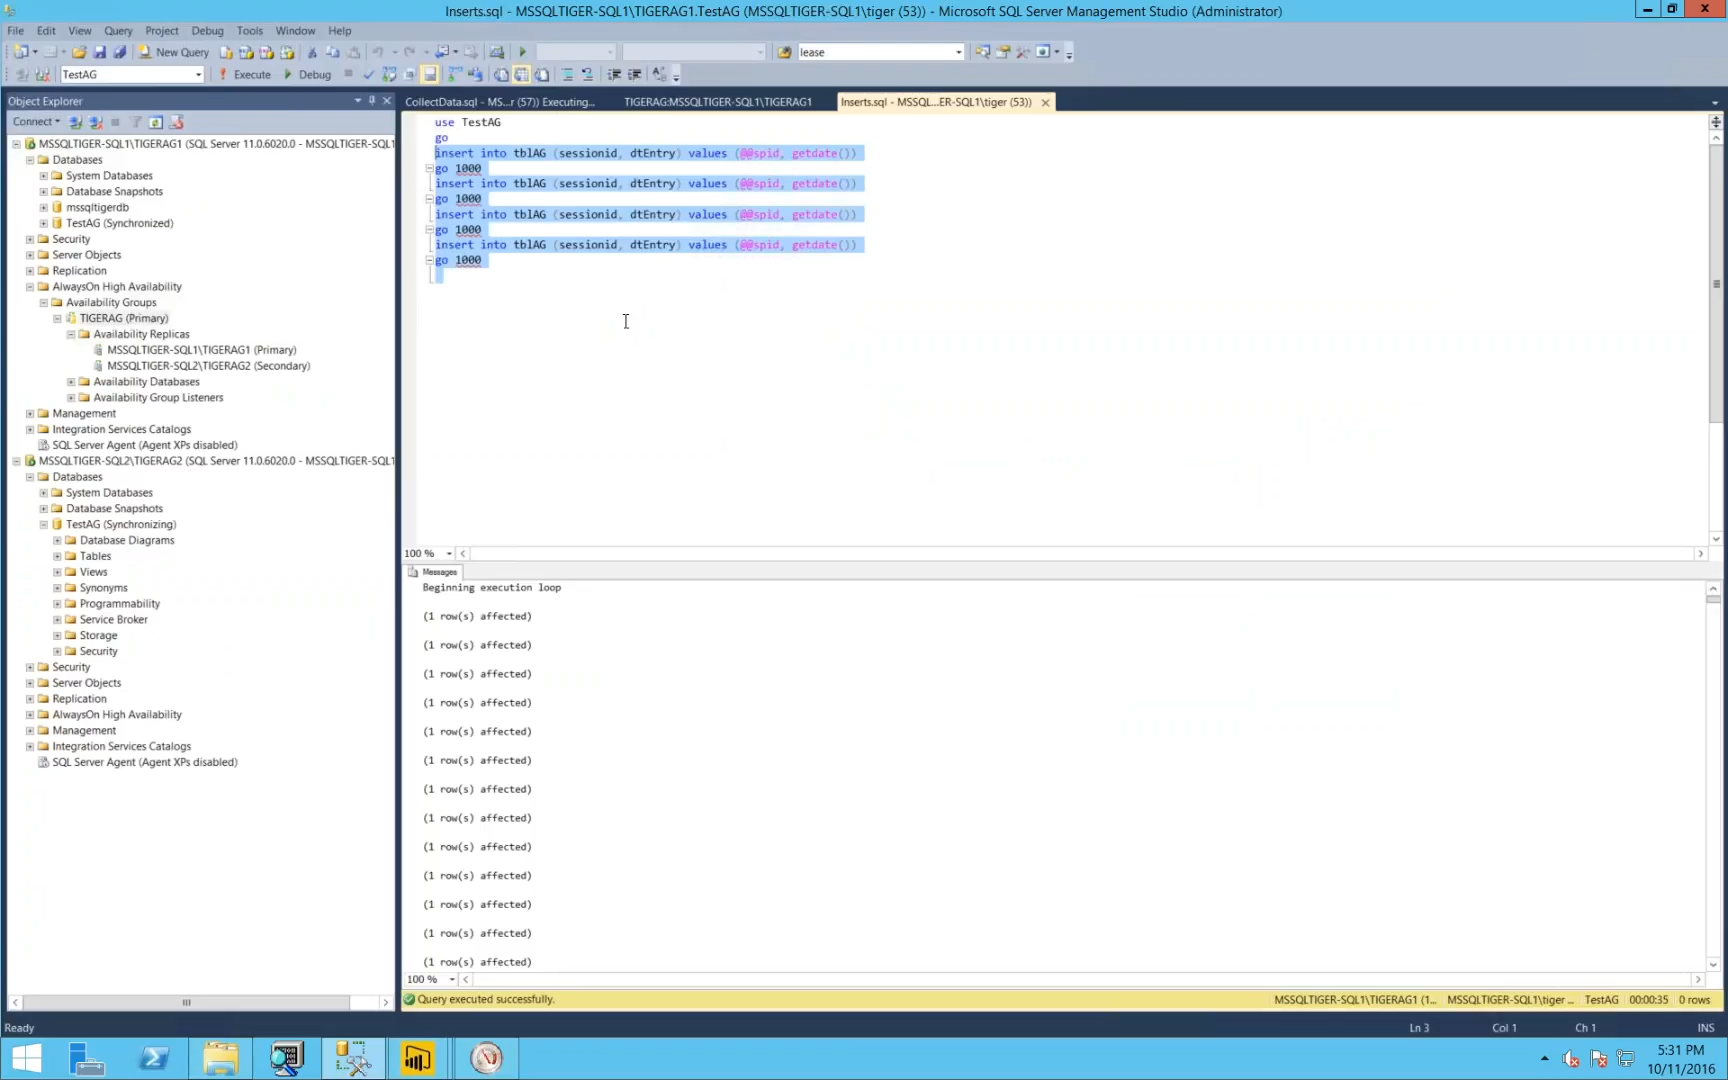 Inserts.sql - MSSQLTIGER-SQL1\TIGERAG1.TestAG (MSSQLTIGER-SQL1\tiger (53)) - Microsoft SQL Server Management Studio (Administrator)
File Edit View Query Project Debug Tools Window Help
New Query lease
TestAG Execute Debug
Object Explorer
Connect
MSSQLTIGER-SQL1\TIGERAG1 (SQL Server 11.0.6020.0 - MSSQLTIGER-SQL1
Databases
System Databases
Database Snapshots
mssqltigerdb
TestAG (Synchronized)
Security
Server Objects
Replication
AlwaysOn High Availability
Availability Groups
TIGERAG (Primary)
Availability Replicas
MSSQLTIGER-SQL1\TIGERAG1 (Primary)
MSSQLTIGER-SQL2\TIGERAG2 (Secondary)
Availability Databases
Availability Group Listeners
Management
Integration Services Catalogs
SQL Server Agent (Agent XPs disabled)
MSSQLTIGER-SQL2\TIGERAG2 (SQL Server 11.0.6020.0 - MSSQLTIGER-SQL1
Databases
System Databases
Database Snapshots
TestAG (Synchronizing)
Database Diagrams
Tables
Views
Synonyms
Programmability
Service Broker
Storage
Security
Security
Server Objects
Replication
AlwaysOn High Availability
Management
Integration Services Catalogs
SQL Server Agent (Agent XPs disabled)
CollectData.sql - MS...r (57)) Executing... TIGERAG:MSSQLTIGER-SQL1\TIGERAG1 Inserts.sql - MSSQL...ER-SQL1\tiger (53))
use TestAG
go
insert into tblAG (sessionid, dtEntry) values (@@spid, getdate())
go 1000
insert into tblAG (sessionid, dtEntry) values (@@spid, getdate())
go 1000
insert into tblAG (sessionid, dtEntry) values (@@spid, getdate())
go 1000
insert into tblAG (sessionid, dtEntry) values (@@spid, getdate())
go 1000
100 %
Messages
Beginning execution loop
(1 row(s) affected)
(1 row(s) affected)
(1 row(s) affected)
(1 row(s) affected)
(1 row(s) affected)
(1 row(s) affected)
(1 row(s) affected)
(1 row(s) affected)
(1 row(s) affected)
(1 row(s) affected)
(1 row(s) affected)
(1 row(s) affected)
(1 row(s) affected)
100 %
Query executed successfully. MSSQLTIGER-SQL1\TIGERAG1 (1... MSSQLTIGER-SQL1\tiger ... TestAG 00:00:35 0 rows
Ready Ln 3 Col 1 Ch 1 INS
5:31 PM
10/11/2016